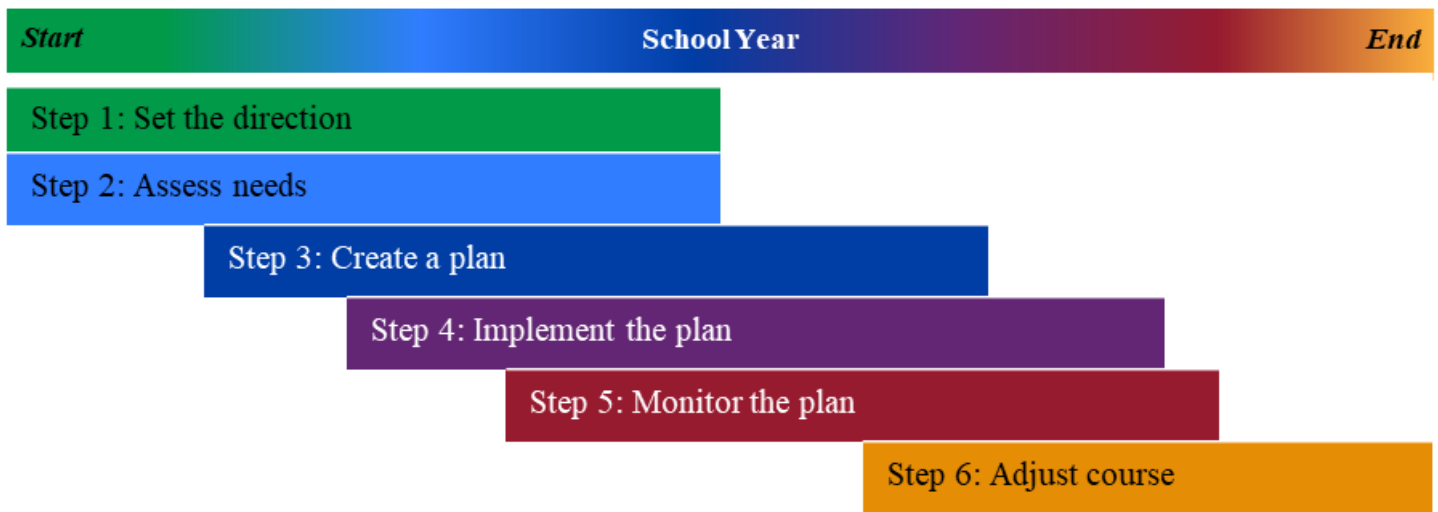 Start School Year End
Step 1: Set the direction
Step 2: Assess needs
Step 3: Create a plan
Step 4: Implement the plan
Step 5: Monitor the plan
Step 6: Adjust course